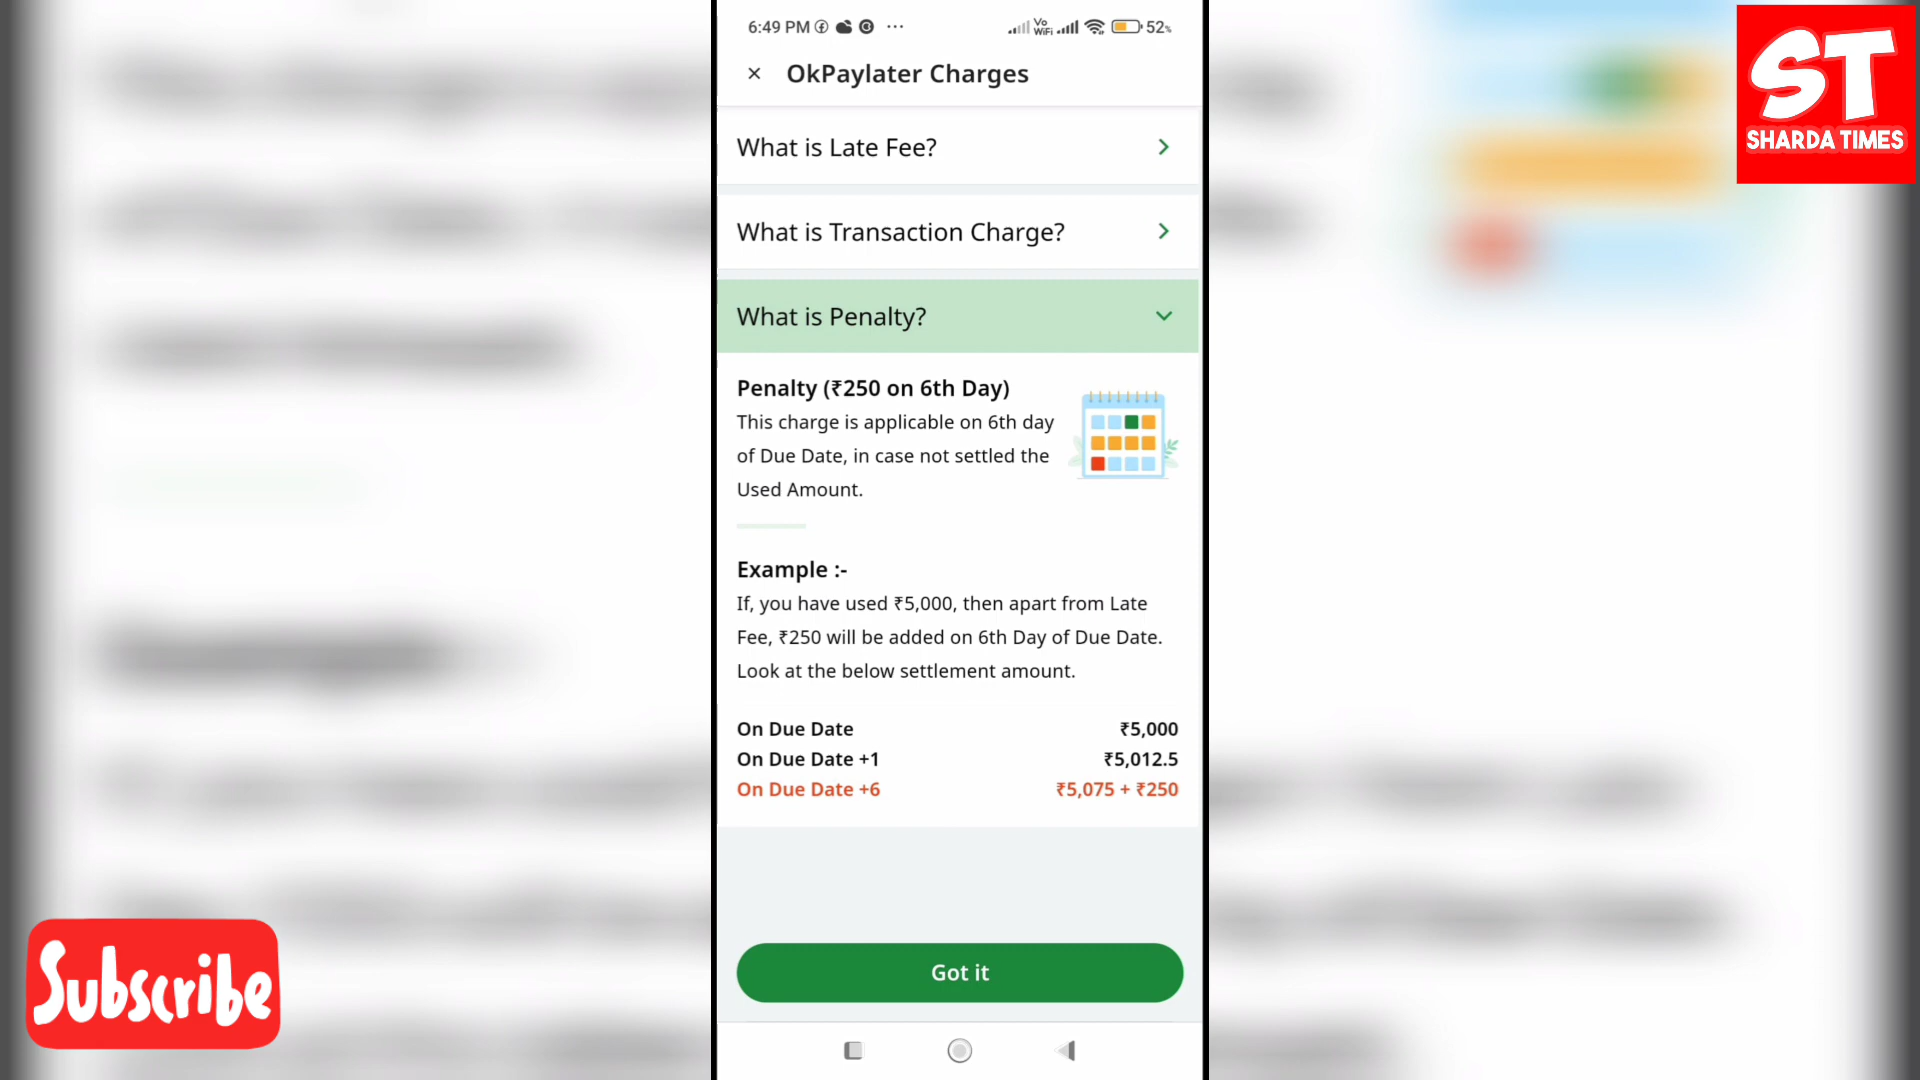 6:49 PM
Vo
WiFi
52%
OkPaylater Charges
What is Late Fee?
What is Transaction Charge?
What is Penalty?
Penalty (₹250 on 6th Day)
This charge is applicable on 6th day
of Due Date, in case not settled the
Used Amount.
Example :-
If, you have used ₹5,000, then apart from Late
Fee, ₹250 will be added on 6th Day of Due Date.
Look at the below settlement amount.
On Due Date ₹5,000
On Due Date +1 ₹5,012.5
On Due Date +6 ₹5,075 + ₹250
Got it
ST
SHARDA TIMES
Subscribe